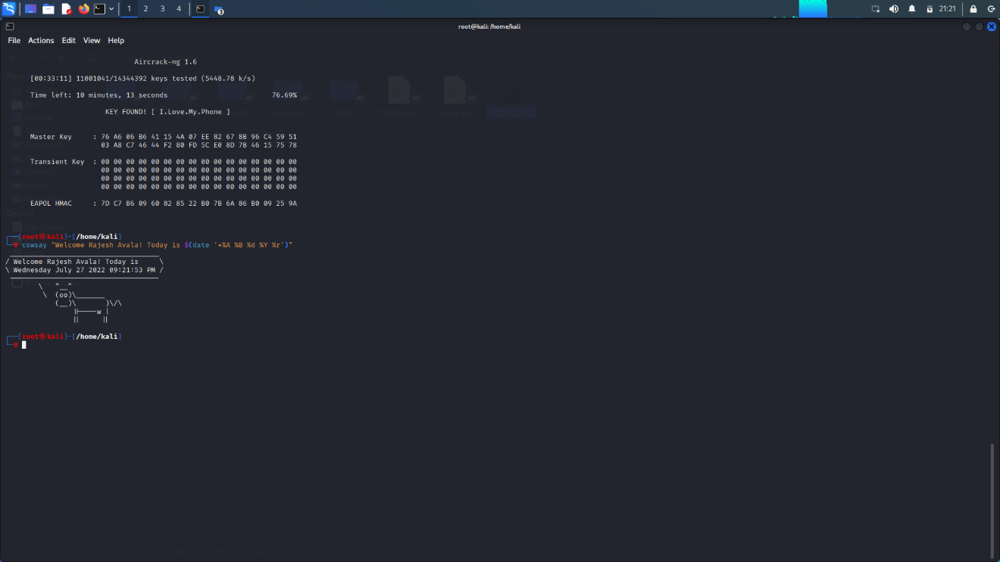 1 2 3 4
3
21:21
root@kali: /home/kali
File Actions Edit View Help
Aircrack-ng 1.6
[00:33:11] 11001041/14344392 keys tested (5448.78 k/s)
Time left: 10 minutes, 13 seconds 76.69%
KEY FOUND! [ I.Love.My.Phone ]
Master Key : 76 A6 06 B6 41 15 4A 07 EE 82 67 8B 96 C4 59 51
03 A8 C7 46 44 F2 80 FD 5C E0 8D 7B 46 15 75 78
Transient Key : 00 00 00 00 00 00 00 00 00 00 00 00 00 00 00 00
00 00 00 00 00 00 00 00 00 00 00 00 00 00 00 00
00 00 00 00 00 00 00 00 00 00 00 00 00 00 00 00
00 00 00 00 00 00 00 00 00 00 00 00 00 00 00 00
EAPOL HMAC : 7D C7 B6 09 60 82 85 22 B0 7B 6A 86 B0 09 25 9A
┌──(root㉿kali)-[/home/kali]
└─# cowsay "Welcome Rajesh Avala! Today is $(date '+%A %B %d %Y %r')"
/ Welcome Rajesh Avala! Today is \
\ Wednesday July 27 2022 09:21:53 PM /
\ ^__^
\ (oo)\_______
(__)\ )\/\
||----w |
|| ||
┌──(root㉿kali)-[/home/kali]
└─#